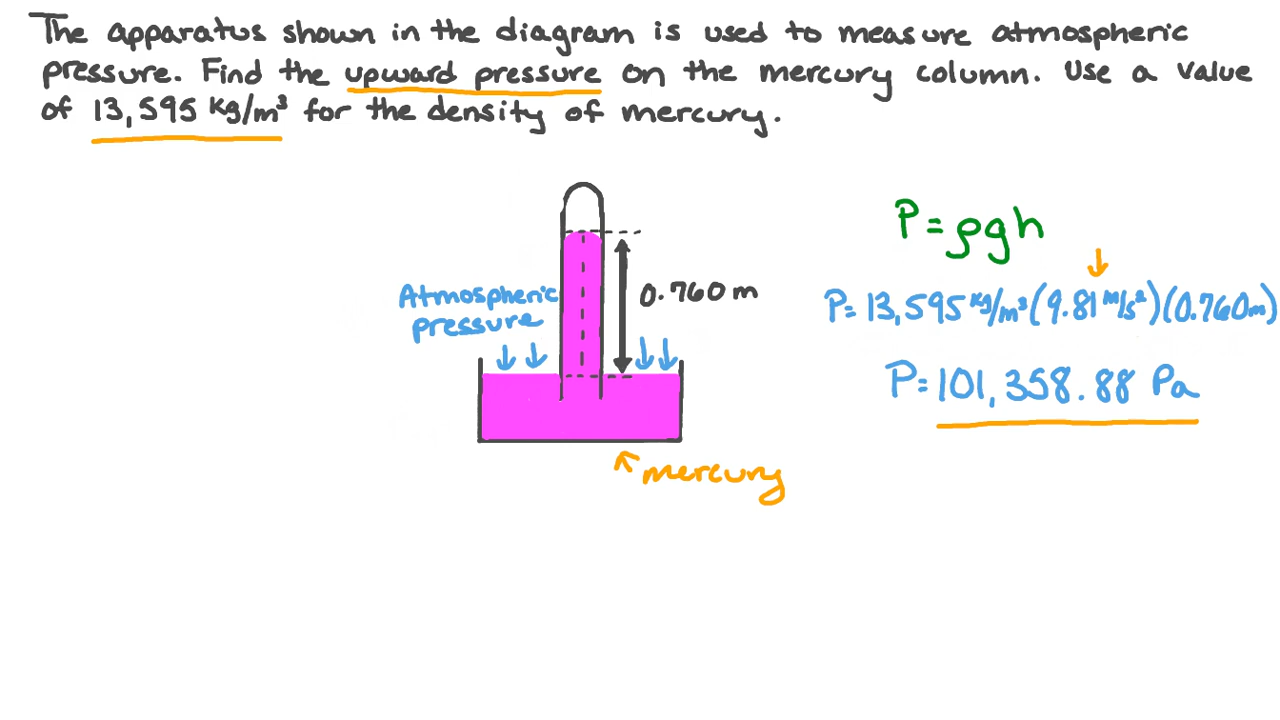 The apparatus shown in the diagram is used to measure atmospheric
pressure. Find the upward pressure on the mercury column. Use a value
of 13,595 kg/m³ for the density of mercury.
P = ρgh
Atmospheric
pressure
0.760 m
P= 13,595 kg/m³ (9.81 m/s²)(0.760m)
P= 101,358.88 Pa
mercury